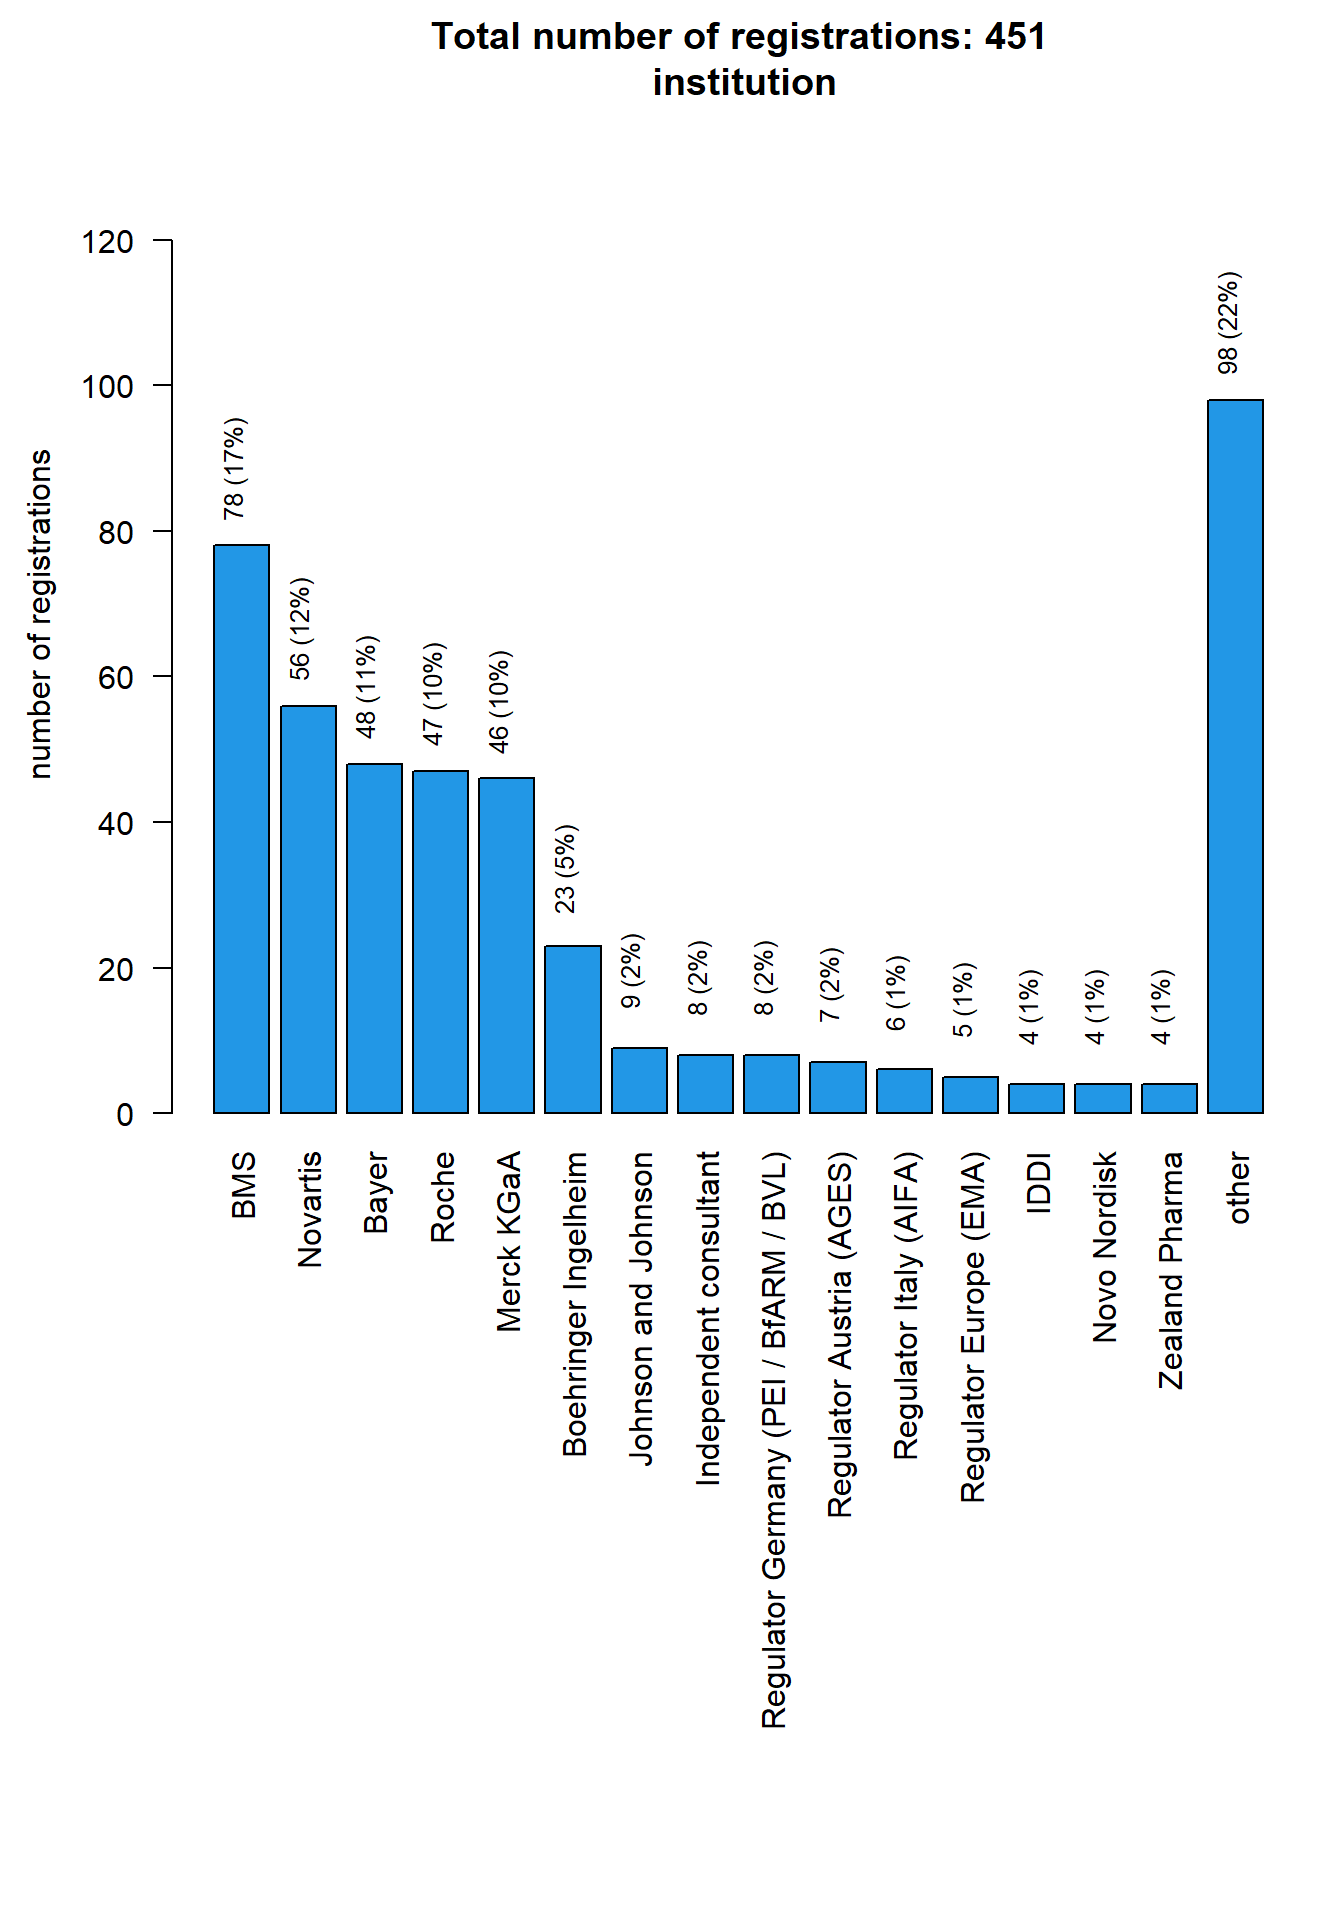 Total number of registrations: 451
institution
number of registrations
120
100
80
60
40
20
0
78 (17%)
56 (12%)
48 (11%)
47 (10%)
46 (10%)
23 (5%)
9 (2%)
8 (2%)
8 (2%)
7 (2%)
6 (1%)
5 (1%)
4 (1%)
4 (1%)
4 (1%)
98 (22%)
BMS
Novartis
Bayer
Roche
Merck KGaA
Boehringer Ingelheim
Johnson and Johnson
Independent consultant
Regulator Germany (PEI / BfARM / BVL)
Regulator Austria (AGES)
Regulator Italy (AIFA)
Regulator Europe (EMA)
IDDI
Novo Nordisk
Zealand Pharma
other